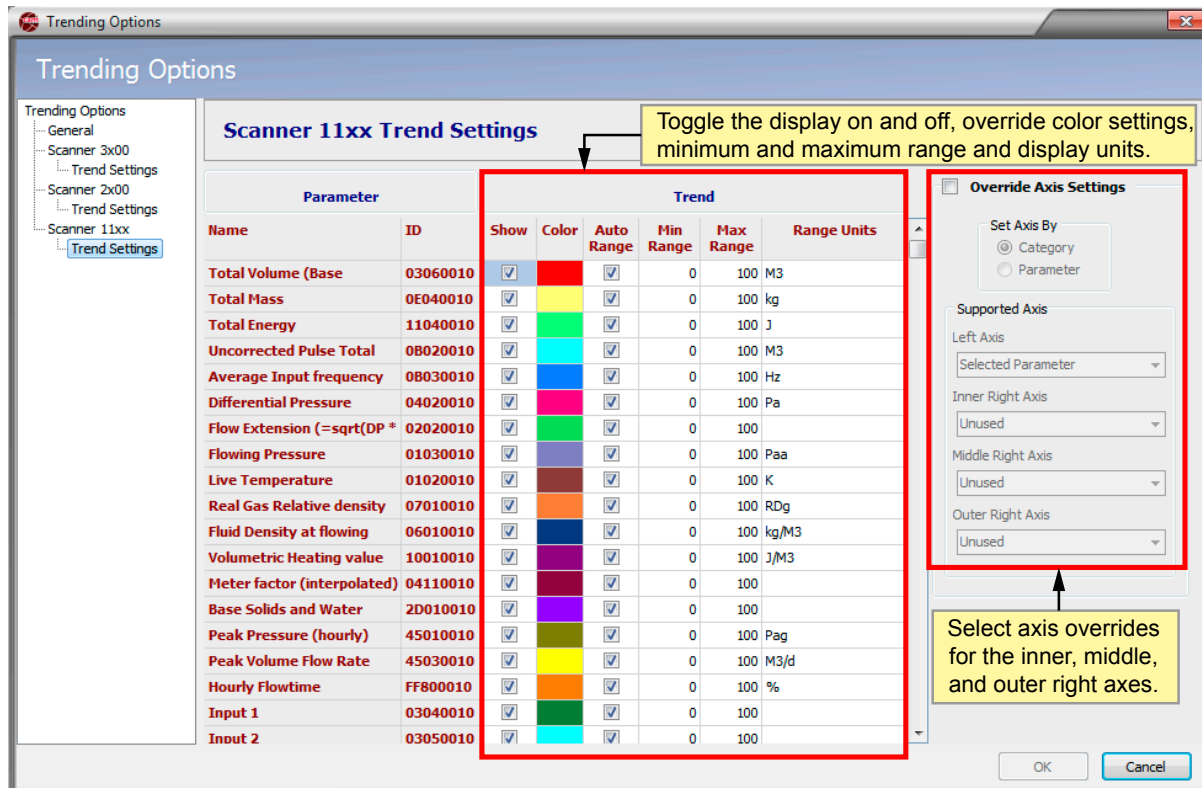 Trending Options
Trending Options
Trending Options
General
Scanner 3x00
Trend Settings
Scanner 2x00
Trend Settings
Scanner 11xx
Trend Settings
Scanner 11xx Trend Settings
Toggle the display on and off, override color settings,
minimum and maximum range and display units.
Parameter Trend
Name ID Show Color Auto Range Min Range Max Range Range Units
Total Volume (Base 03060010 0 100 M3
Total Mass 0E040010 0 100 kg
Total Energy 11040010 0 100 J
Uncorrected Pulse Total 0B020010 0 100 M3
Average Input frequency 0B030010 0 100 Hz
Differential Pressure 04020010 0 100 Pa
Flow Extension (=sqrt(DP * 02020010 0 100
Flowing Pressure 01030010 0 100 Paa
Live Temperature 01020010 0 100 K
Real Gas Relative density 07010010 0 100 RDg
Fluid Density at flowing 06010010 0 100 kg/M3
Volumetric Heating value 10010010 0 100 J/M3
Meter factor (interpolated) 04110010 0 100
Base Solids and Water 2D010010 0 100
Peak Pressure (hourly) 45010010 0 100 Pag
Peak Volume Flow Rate 45030010 0 100 M3/d
Hourly Flowtime FF800010 0 100 %
Input 1 03040010 0 100
Input 2 03050010 0 100
Override Axis Settings
Set Axis By
Category
Parameter
Supported Axis
Left Axis
Selected Parameter
Inner Right Axis
Unused
Middle Right Axis
Unused
Outer Right Axis
Unused
Select axis overrides
for the inner, middle,
and outer right axes.
OK Cancel